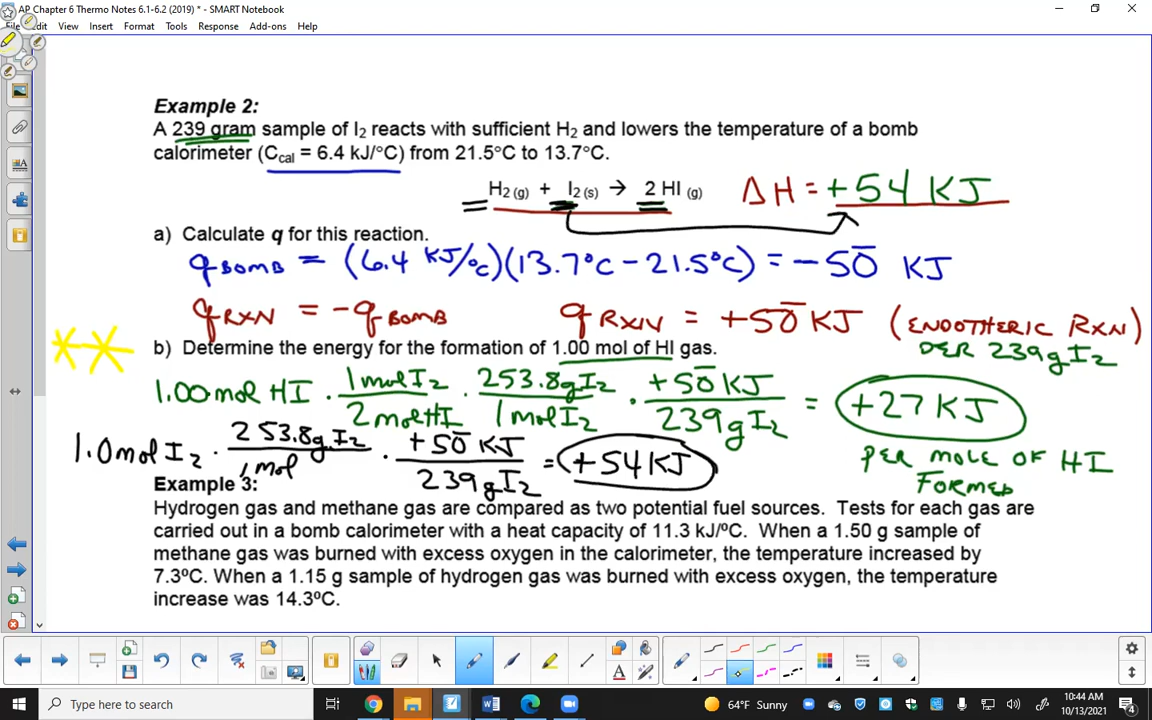 AP Chapter 6 Thermo Notes 6.1-6.2 (2019) * - SMART Notebook
File Edit View Insert Format Tools Response Add-ons Help
Example 2:
A 239 gram sample of I₂ reacts with sufficient H₂ and lowers the temperature of a bomb
calorimeter (Ccal = 6.4 kJ/°C) from 21.5°C to 13.7°C.
H₂ (g) + I₂(s) → 2 HI (g) ΔH = +54 KJ
a) Calculate q for this reaction.
qBOMB = (6.4 KJ/°C)(13.7°C - 21.5°C) = -50̅ KJ
qRXN = -qBOMB qRXN = +50̅ KJ (ENDOTHERIC RXN)
PER 239g I₂
b) Determine the energy for the formation of 1.00 mol of HI gas.
1.00 mol HI · 1 mol I₂ / 2 mol HI · 253.8g I₂ / 1 mol I₂ · +50̅ KJ / 239g I₂ = +27 KJ
PER MOLE OF HI
FORMED
1.0 mol I₂ · 253.8g I₂ / 1 mol · +50̅ KJ / 239g I₂ = +54 KJ
Example 3:
Hydrogen gas and methane gas are compared as two potential fuel sources. Tests for each gas are
carried out in a bomb calorimeter with a heat capacity of 11.3 kJ/ºC. When a 1.50 g sample of
methane gas was burned with excess oxygen in the calorimeter, the temperature increased by
7.3ºC. When a 1.15 g sample of hydrogen gas was burned with excess oxygen, the temperature
increase was 14.3ºC.
Type here to search
64°F Sunny
10:44 AM
10/13/2021
4